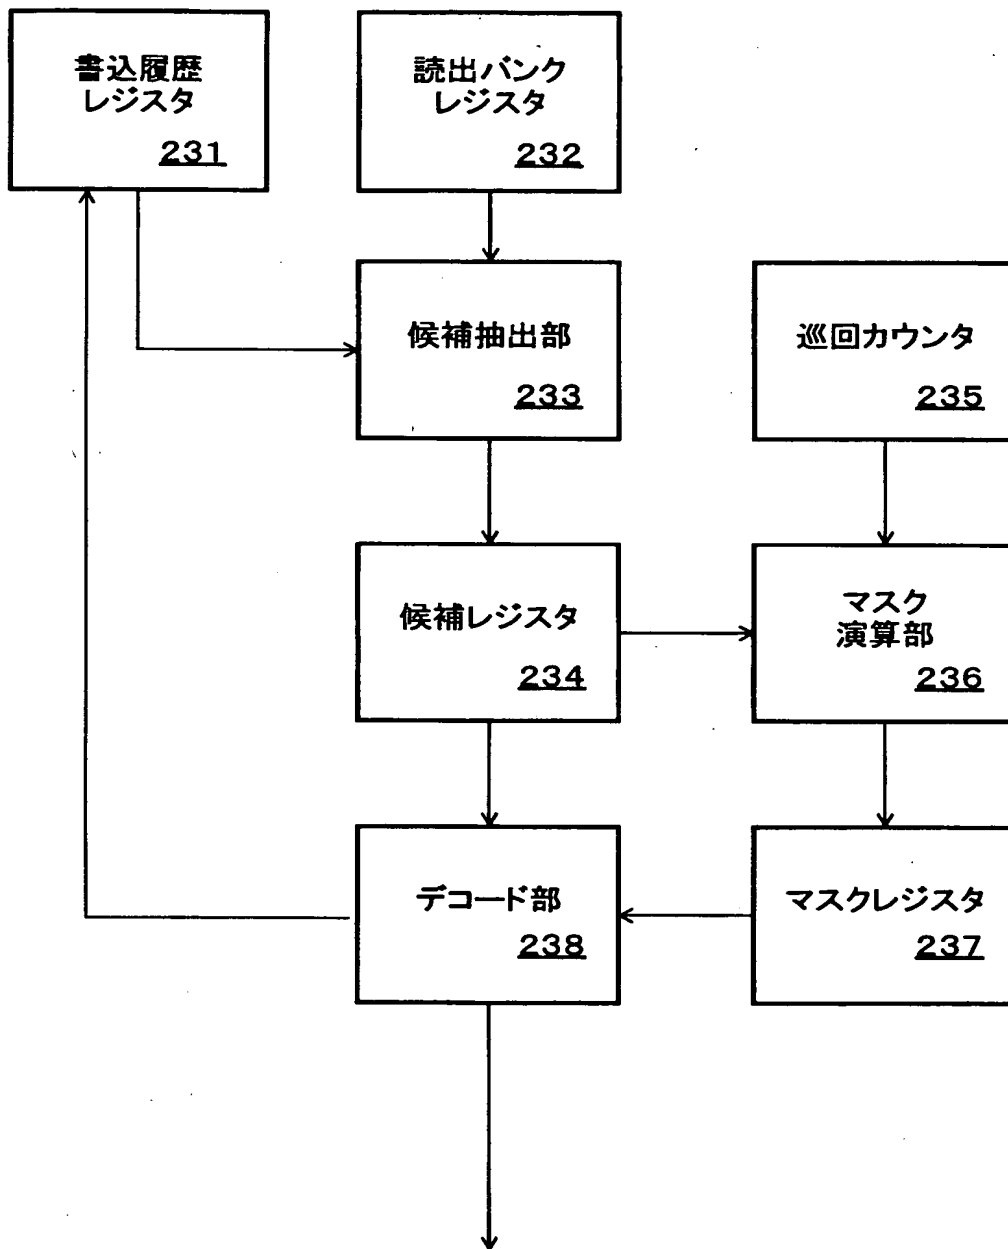 書込履歴
レジスタ
231
読出バンク
レジスタ
232
候補抽出部
233
巡回カウンタ
235
候補レジスタ
234
マスク
演算部
236
デコード部
238
マスクレジスタ
237